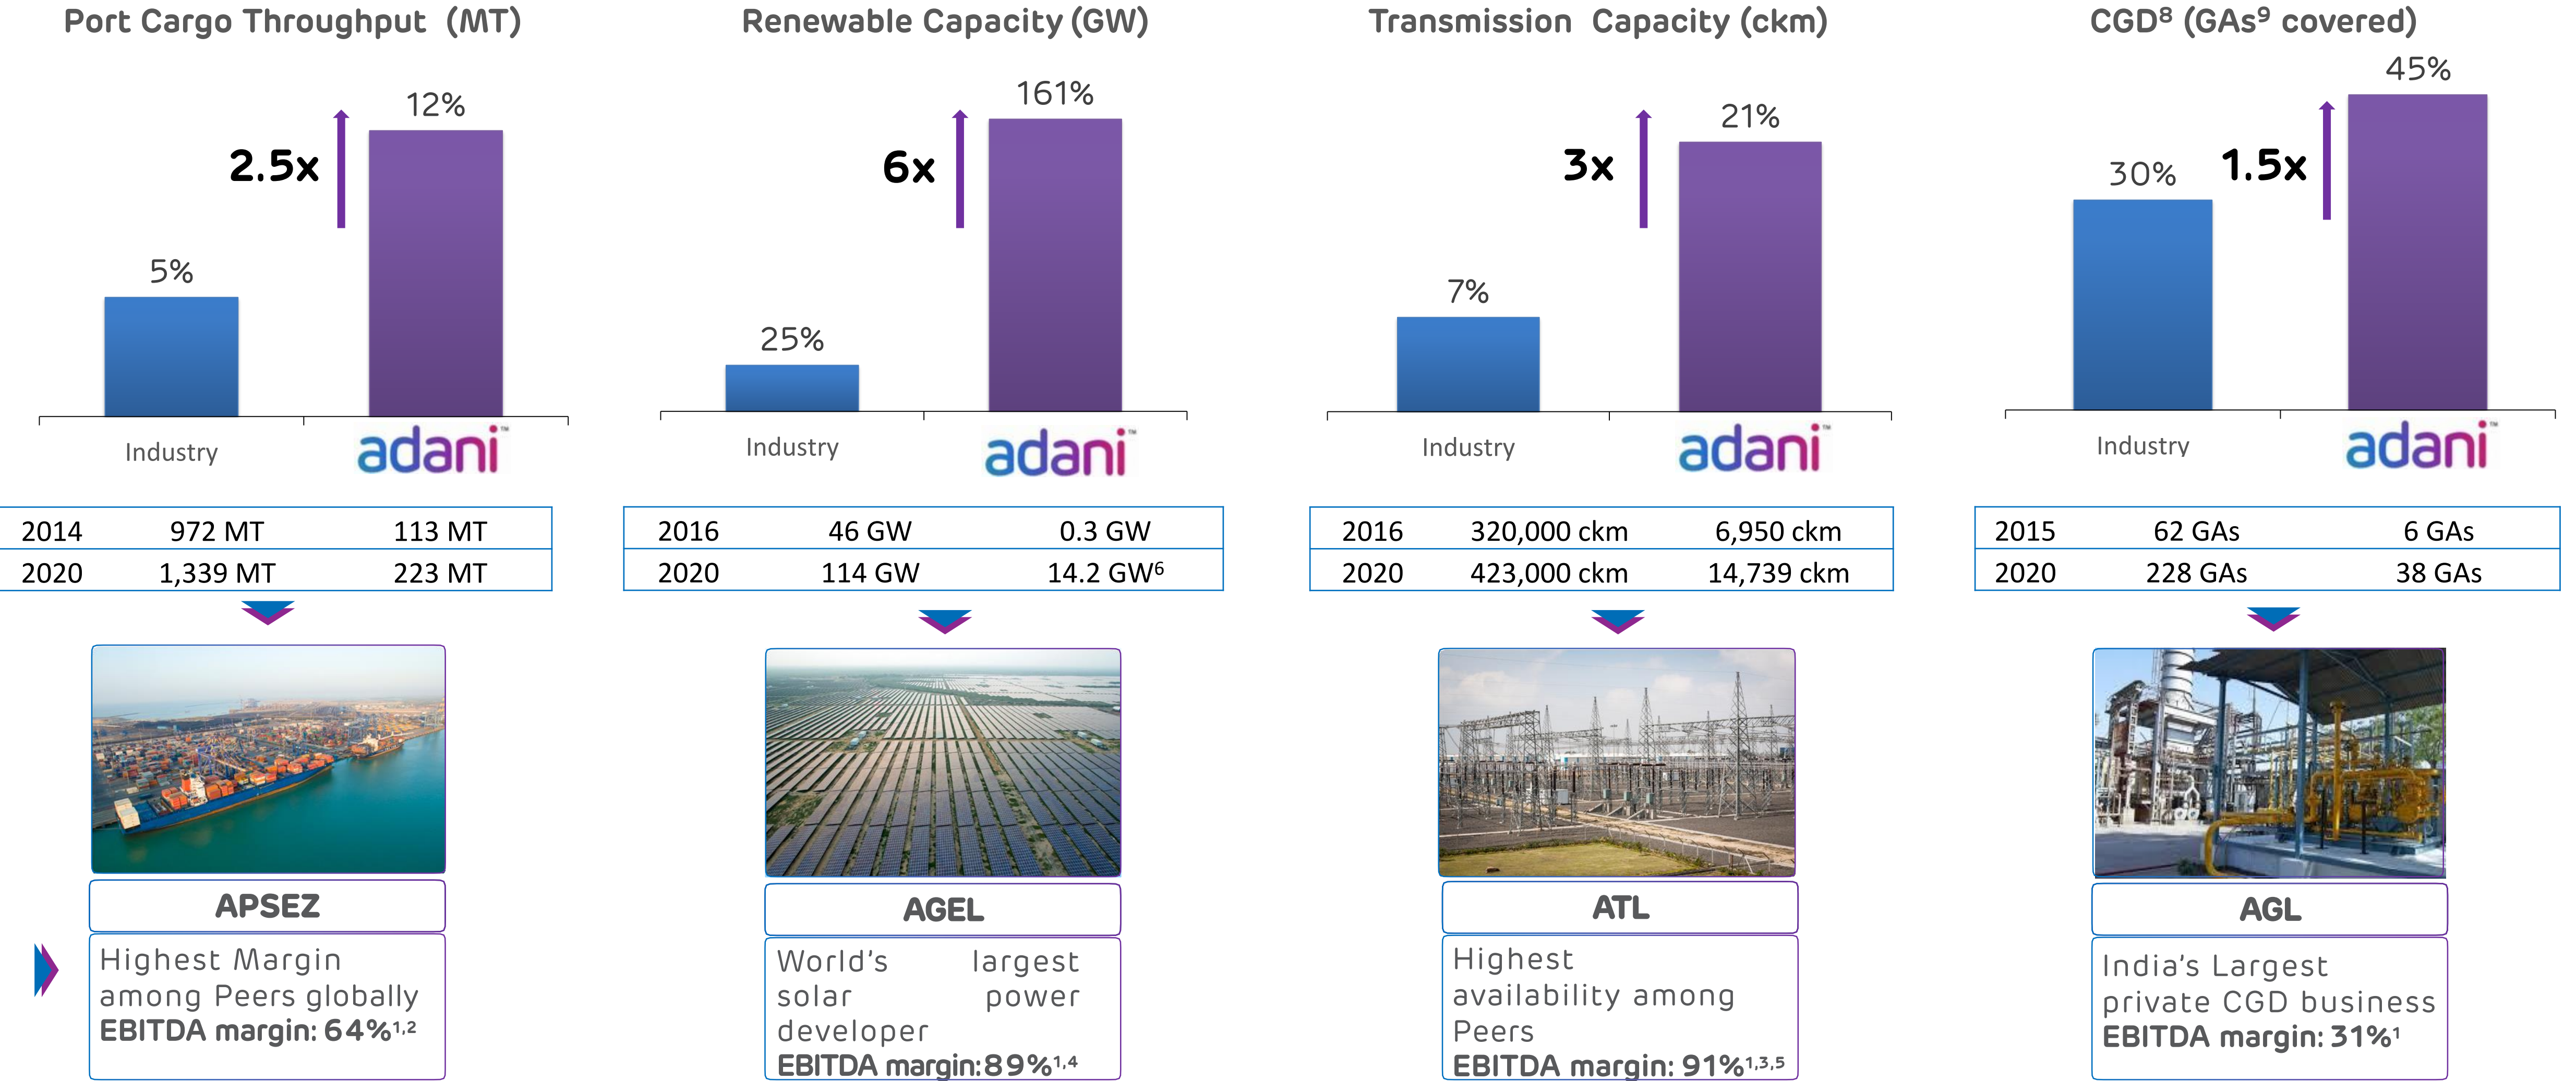 Port Cargo Throughput (MT)
12%
2.5x
5%
Industry
adani™
2014 972 MT 113 MT
2020 1,339 MT 223 MT
APSEZ
Highest Margin
among Peers globally
EBITDA margin: 64%¹,²
Renewable Capacity (GW)
161%
6x
25%
Industry
adani™
2016 46 GW 0.3 GW
2020 114 GW 14.2 GW⁶
AGEL
World's largest
solar power
developer
EBITDA margin:89%¹,⁴
Transmission Capacity (ckm)
21%
3x
7%
Industry
adani™
2016 320,000 ckm 6,950 ckm
2020 423,000 ckm 14,739 ckm
ATL
Highest
availability among
Peers
EBITDA margin: 91%¹,³,⁵
CGD⁸ (GAs⁹ covered)
45%
30%
1.5x
Industry
adani™
2015 62 GAs 6 GAs
2020 228 GAs 38 GAs
AGL
India's Largest
private CGD business
EBITDA margin: 31%¹